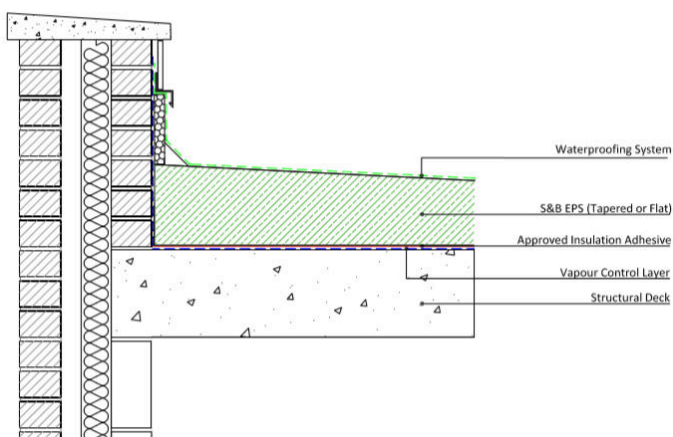 Waterproofing System
S&B EPS (Tapered or Flat)
Approved Insulation Adhesive
Vapour Control Layer
Structural Deck